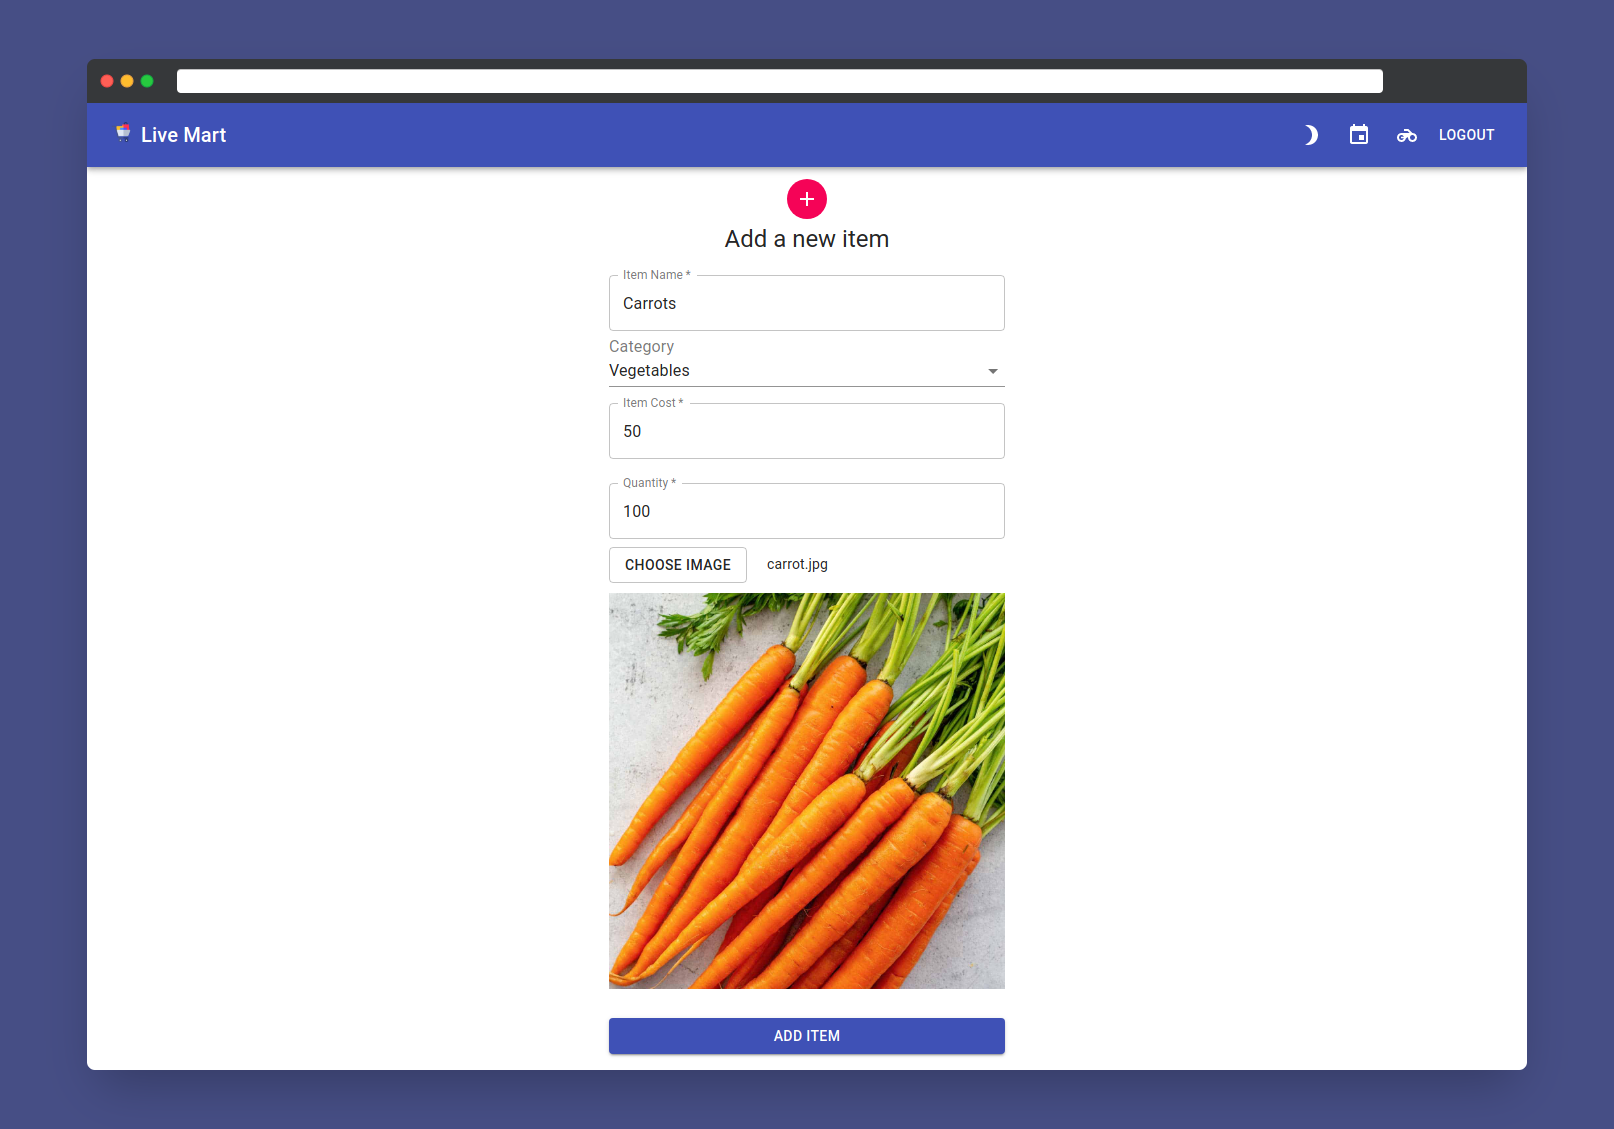 Live Mart
LOGOUT
Add a new item
Item Name *
Carrots
Category
Vegetables
Item Cost *
50
Quantity *
100
CHOOSE IMAGE carrot.jpg
ADD ITEM